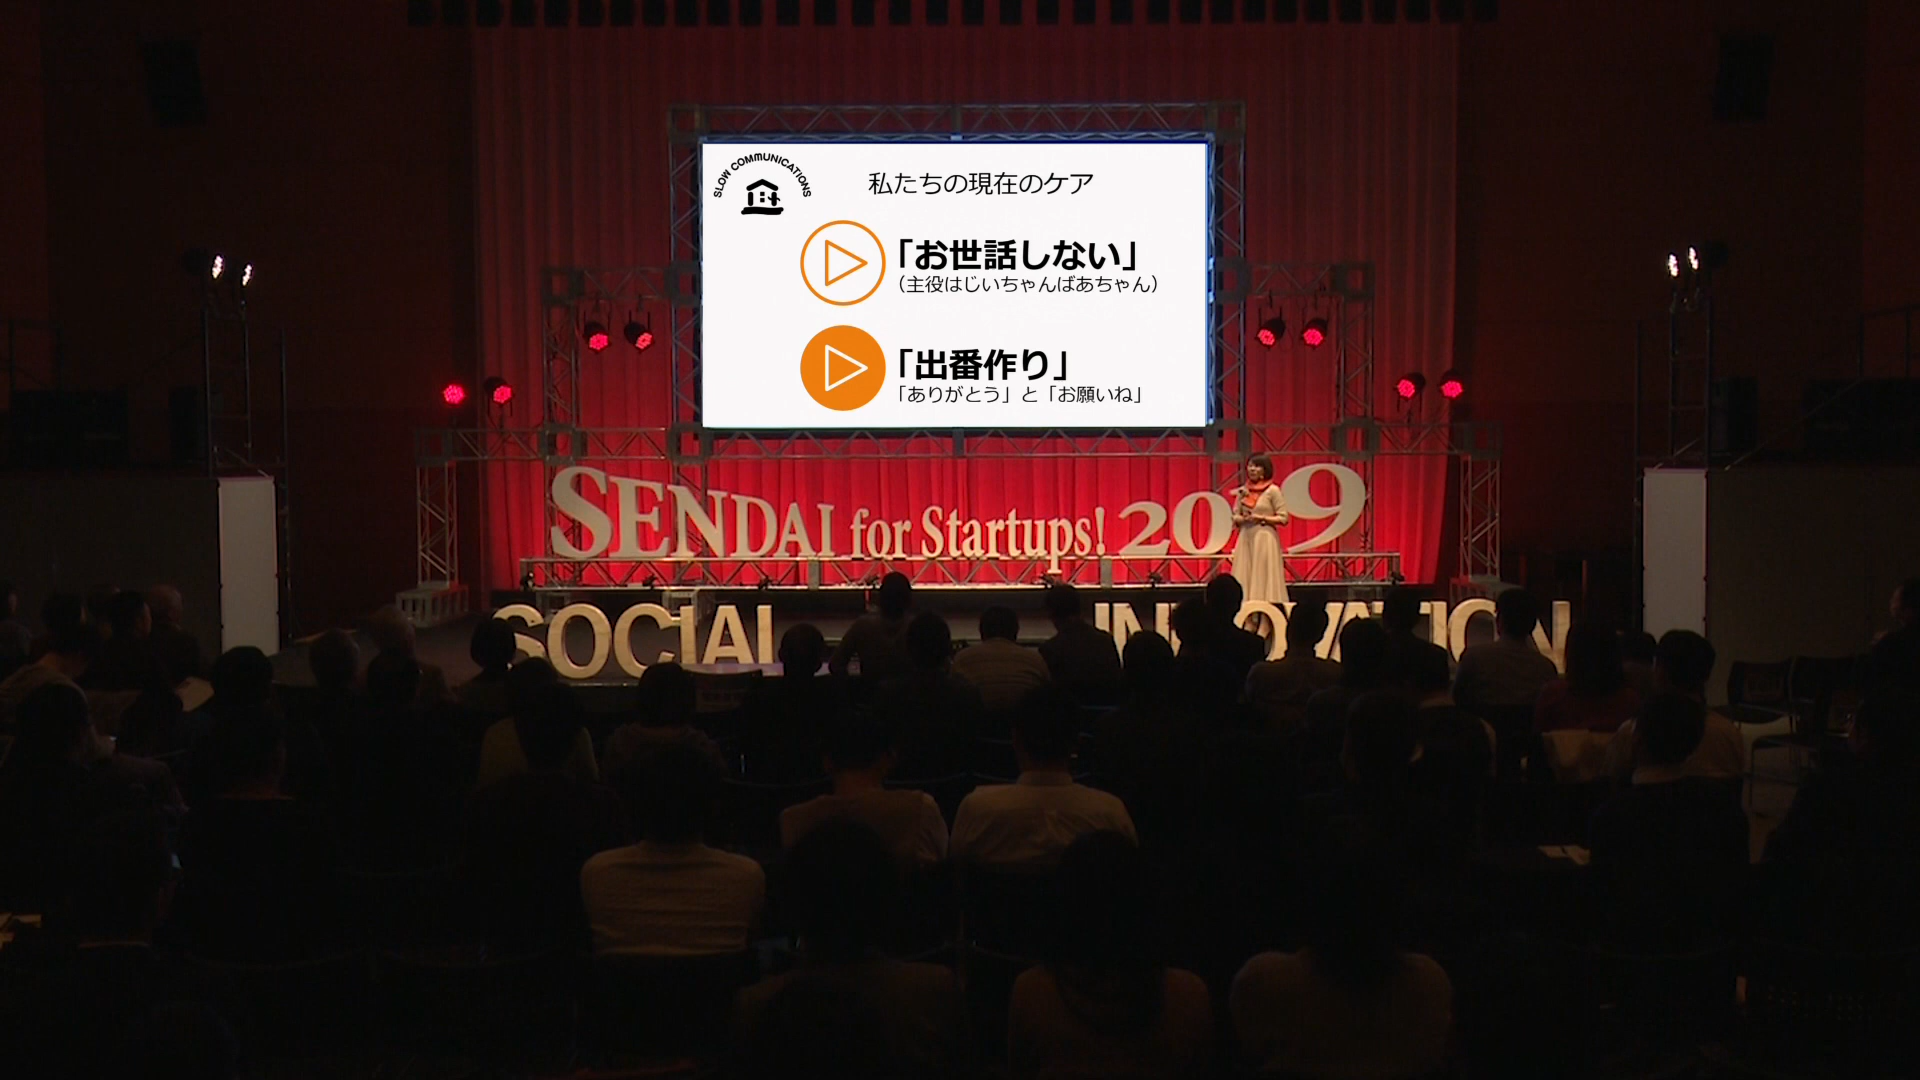 SLOW COMMUNICATIONS
私たちの現在のケア
「お世話しない」
（主役はじいちゃんばあちゃん）
「出番作り」
「ありがとう」と「お願いね」
SENDAI for Startups! 2019
SOCIAL INNOVATION